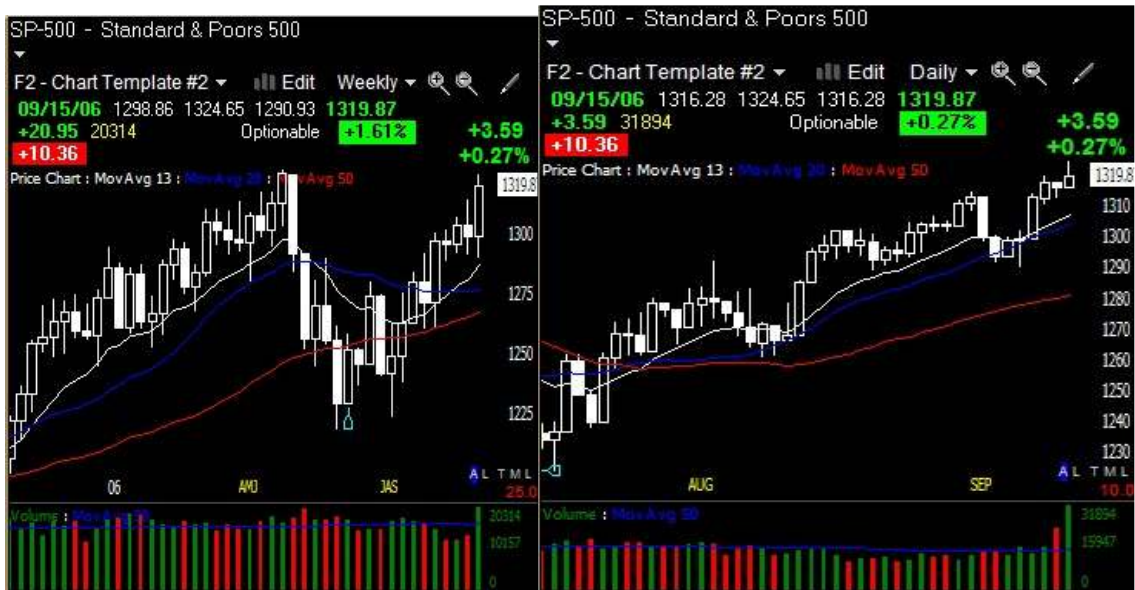 SP-500 - Standard & Poors 500
F2 - Chart Template #2 Edit Weekly
09/15/06 1298.86 1324.65 1290.93 1319.87
+20.95 20314 Optionable +1.61% +3.59
+10.36 +0.27%
Price Chart : MovAvg 13 : MovAvg 20 : MovAvg 50
1319.8
1300
1275
1250
1225
A L T M L
06 AMJ JAS
25.0
Volume : MovAvg
20314
10157
0
SP-500 - Standard & Poors 500
F2 - Chart Template #2 Edit Daily
09/15/06 1316.28 1324.65 1316.28 1319.87
+3.59 31894 Optionable +0.27% +3.59
+10.36 +0.27%
Price Chart : MovAvg 13 : MovAvg 20 : MovAvg 50
1319.8
1310
1300
1290
1280
1270
1260
1250
1240
1230
A L T M L
AUG SEP
10.0
Volume : MovAvg 50
31894
15947
0